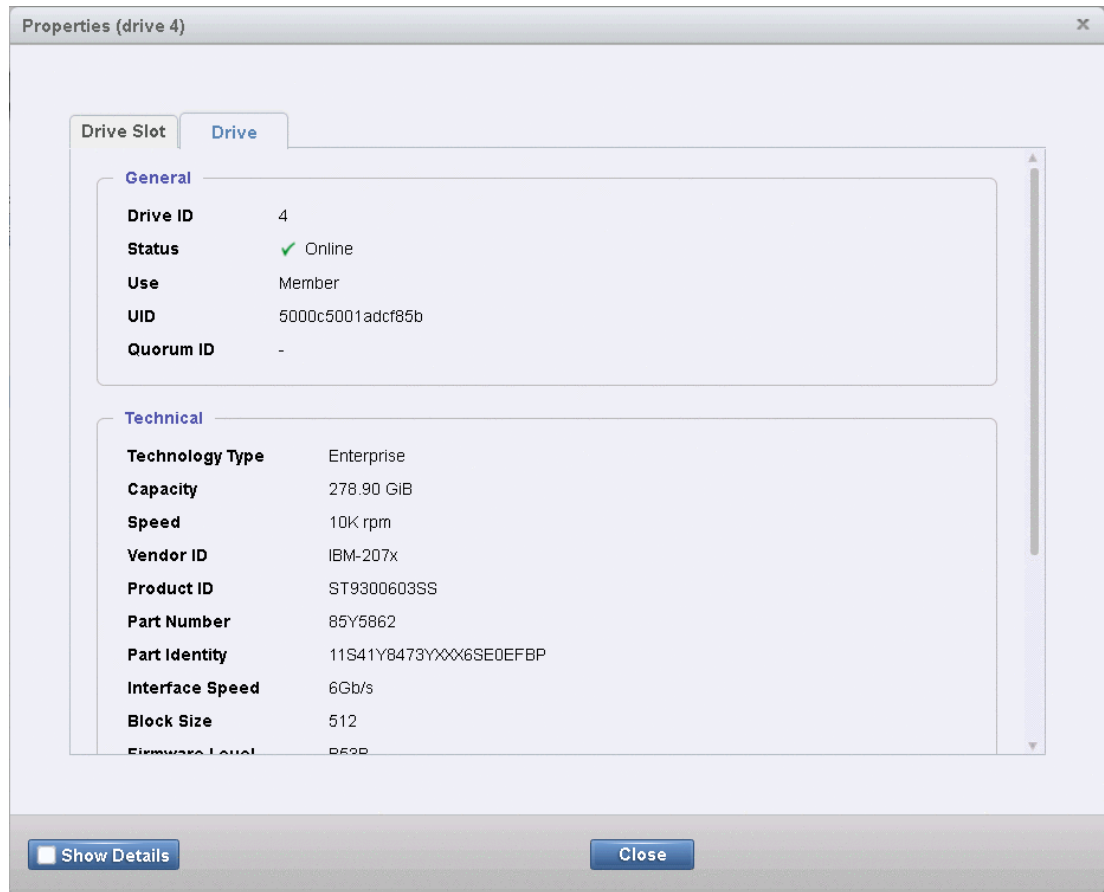 Properties (drive 4)
Drive Slot Drive
General
Drive ID 4
Status Online
Use Member
UID 5000c5001adcf85b
Quorum ID -
Technical
Technology Type Enterprise
Capacity 278.90 GiB
Speed 10K rpm
Vendor ID IBM-207x
Product ID ST9300603SS
Part Number 85Y5862
Part Identity 11S41Y8473YXXX6SE0EFBP
Interface Speed 6Gb/s
Block Size 512
Firmware Level
Show Details Close